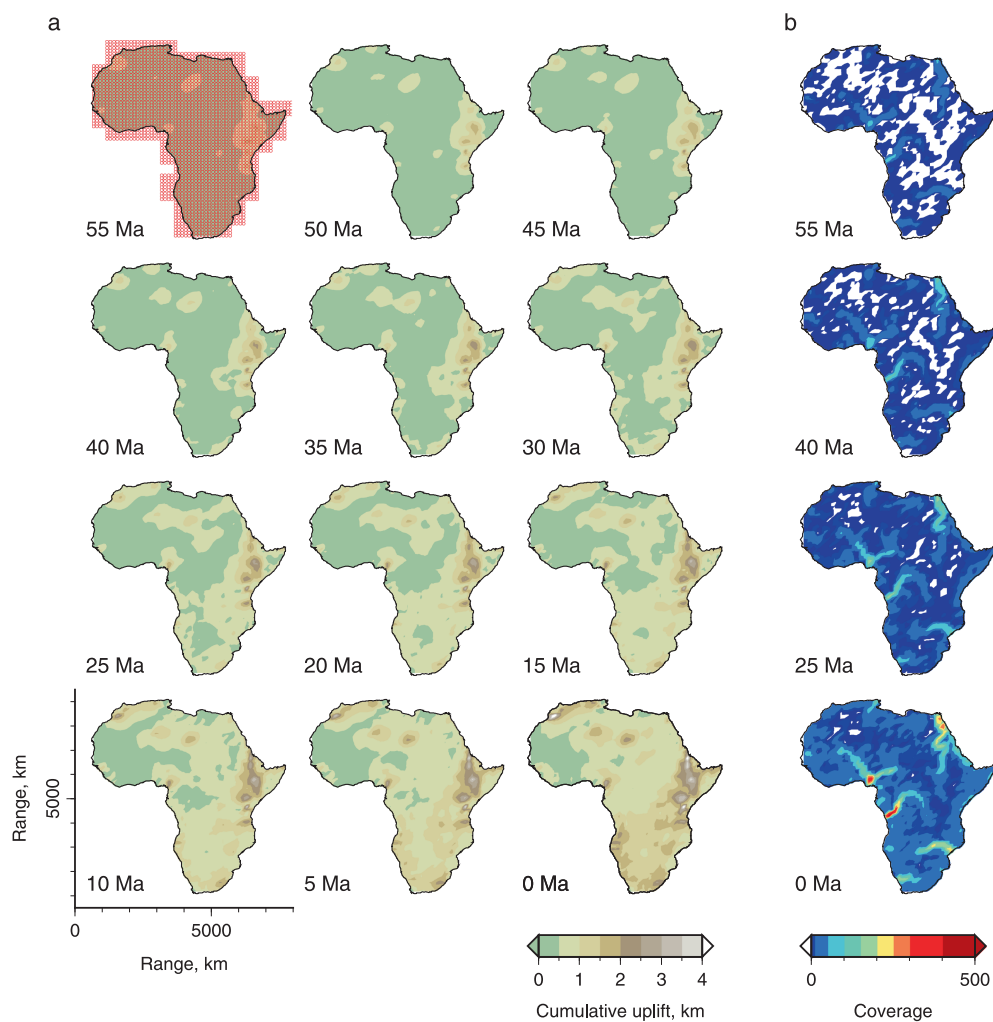 a
b
55 Ma
50 Ma
45 Ma
55 Ma
40 Ma
35 Ma
30 Ma
40 Ma
25 Ma
20 Ma
15 Ma
25 Ma
Range, km
5000
10 Ma
5 Ma
0 Ma
0 Ma
0
5000
Range, km
0
1
2
3
4
Cumulative uplift, km
0
500
Coverage